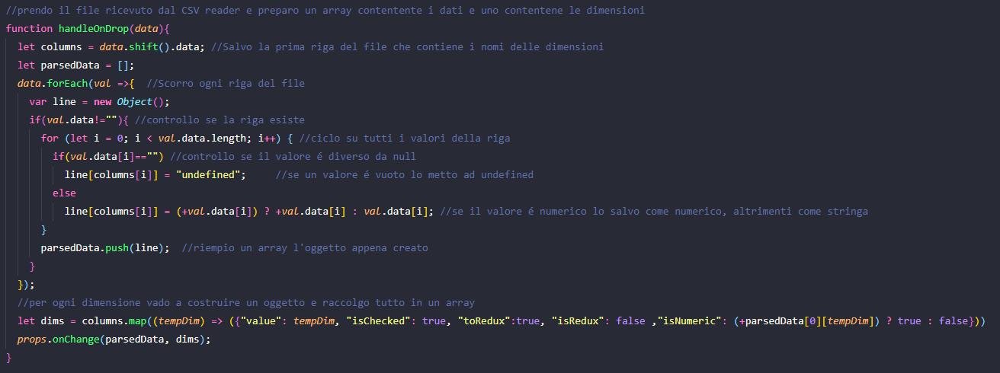 //prendo il file ricevuto dal CSV reader e preparo un array contentente i dati e uno contentene le dimensioni
function handleOnDrop(data){
  let columns = data.shift().data; //Salvo la prima riga del file che contiene i nomi delle dimensioni
  let parsedData = [];
  data.forEach(val =>{  //Scorro ogni riga del file
    var line = new Object();
    if(val.data!=""){ //controllo se la riga esiste
      for (let i = 0; i < val.data.length; i++) { //ciclo su tutti i valori della riga
        if(val.data[i]=="") //controllo se il valore é diverso da null
          line[columns[i]] = "undefined";     //se un valore é vuoto lo metto ad undefined
        else
          line[columns[i]] = (+val.data[i]) ? +val.data[i] : val.data[i]; //se il valore é numerico lo salvo come numerico, altrimenti come stringa
      }
      parsedData.push(line);  //riempio un array l'oggetto appena creato
    }
  });
  //per ogni dimensione vado a costruire un oggetto e raccolgo tutto in un array
  let dims = columns.map((tempDim) => ({"value": tempDim, "isChecked": true, "toRedux":true, "isRedux": false ,"isNumeric": (+parsedData[0][tempDim]) ? true : false}))
  props.onChange(parsedData, dims);
}